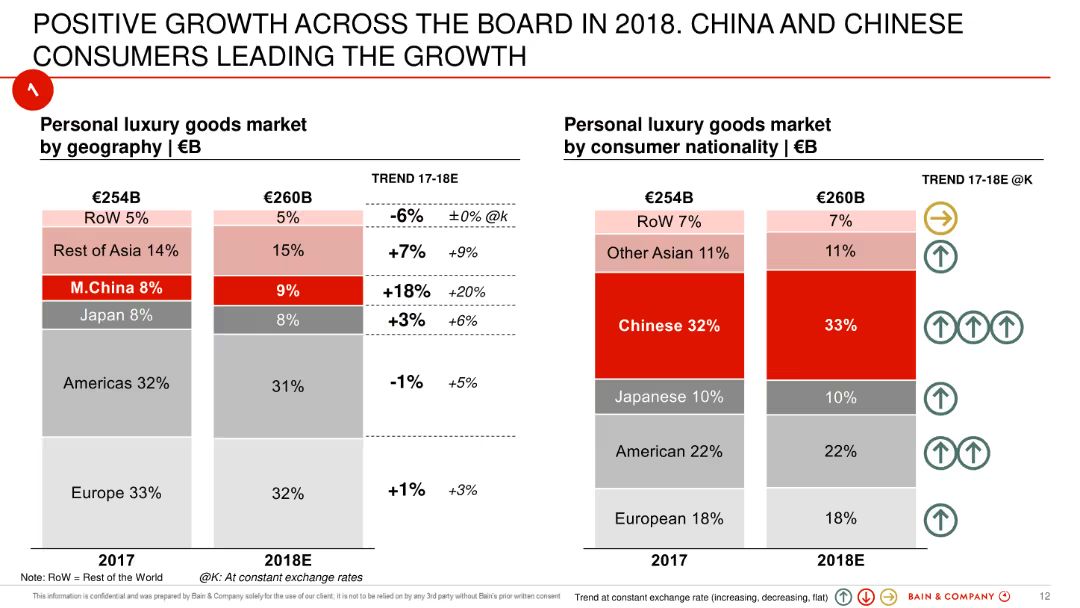 POSITIVE GROWTH ACROSS THE BOARD IN 2018. CHINA AND CHINESE
CONSUMERS LEADING THE GROWTH
1
Personal luxury goods market
by geography | €B
TREND 17-18E
€254B
€260B
RoW 5%
5%
-6%
±0% @k
Rest of Asia 14%
15%
+7%
+9%
M.China 8%
9%
+18%
+20%
Japan 8%
8%
+3%
+6%
Americas 32%
31%
-1%
+5%
Europe 33%
32%
+1%
+3%
2017
2018E
Personal luxury goods market
by consumer nationality | €B
TREND 17-18E @K
€254B
€260B
RoW 7%
7%
Other Asian 11%
11%
Chinese 32%
33%
Japanese 10%
10%
American 22%
22%
European 18%
18%
2017
2018E
Note: RoW = Rest of the World
@K: At constant exchange rates
This information is confidential and was prepared by Bain & Company solely for the use of our client; it is not to be relied on by any 3rd party without Bain's prior written consent
Trend at constant exchange rate (increasing, decreasing, flat)
BAIN & COMPANY
12